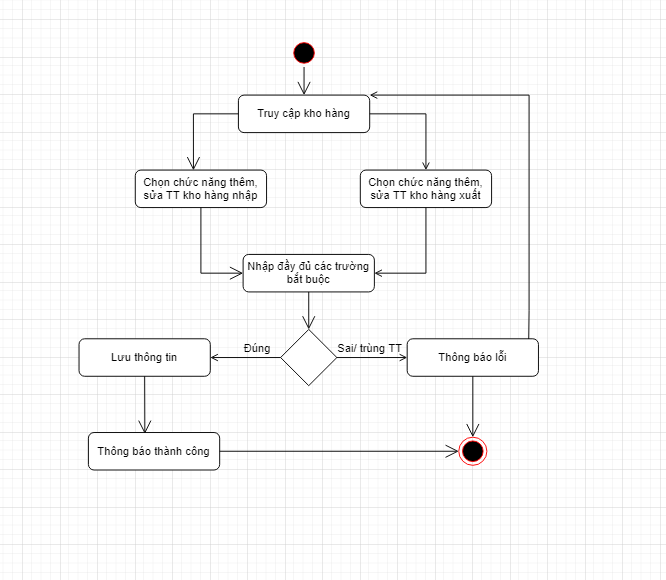 Truy cập kho hàng
Chọn chức năng thêm,
sửa TT kho hàng nhập
Chọn chức năng thêm,
sửa TT kho hàng xuất
Nhập đầy đủ các trường
bắt buộc
Đúng
Sai/ trùng TT
Lưu thông tin
Thông báo lỗi
Thông báo thành công